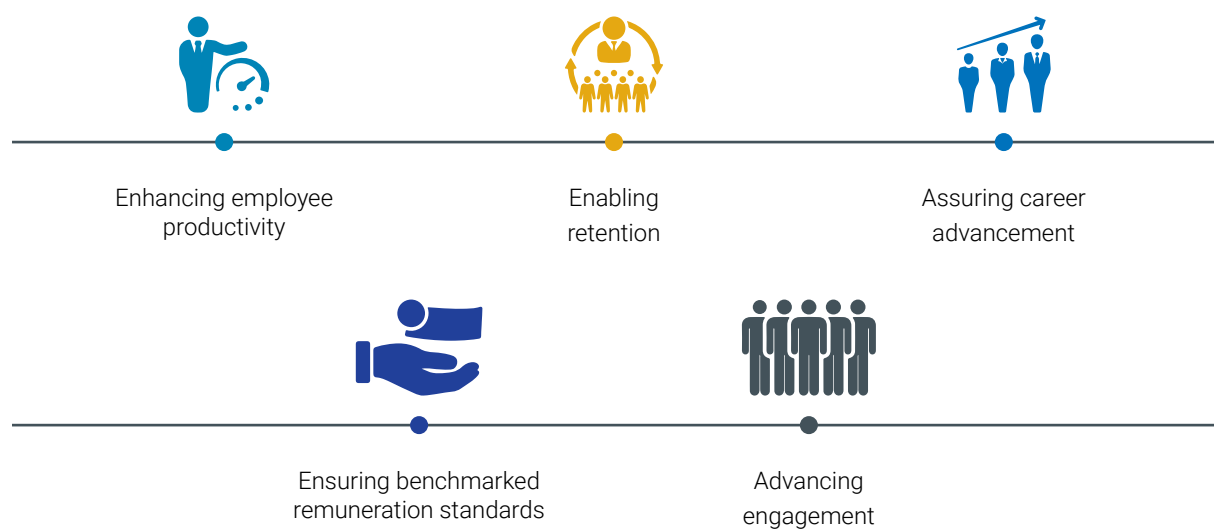 Enhancing employee
productivity
Enabling
retention
Assuring career
advancement
Ensuring benchmarked
remuneration standards
Advancing
engagement